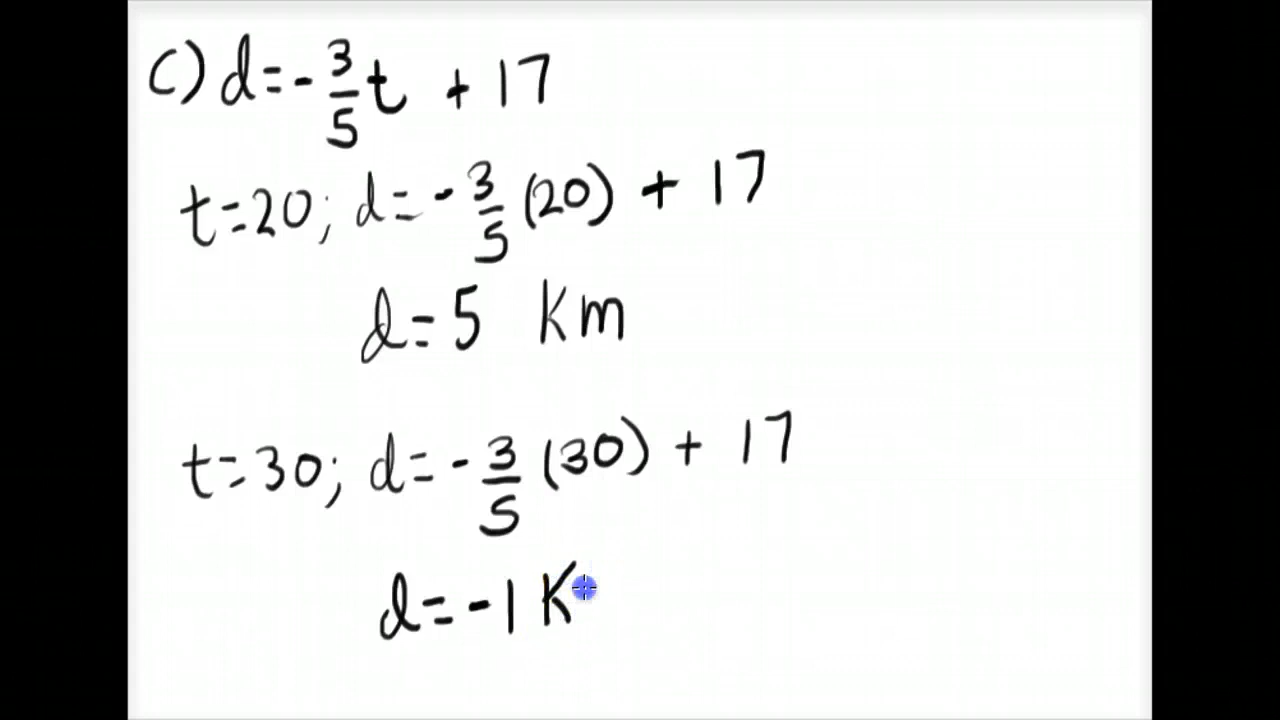 C) d = - 3/5 t + 17
t = 20; d = - 3/5 (20) + 17
d = 5 Km
t = 30; d = - 3/5 (30) + 17
d = -1 K